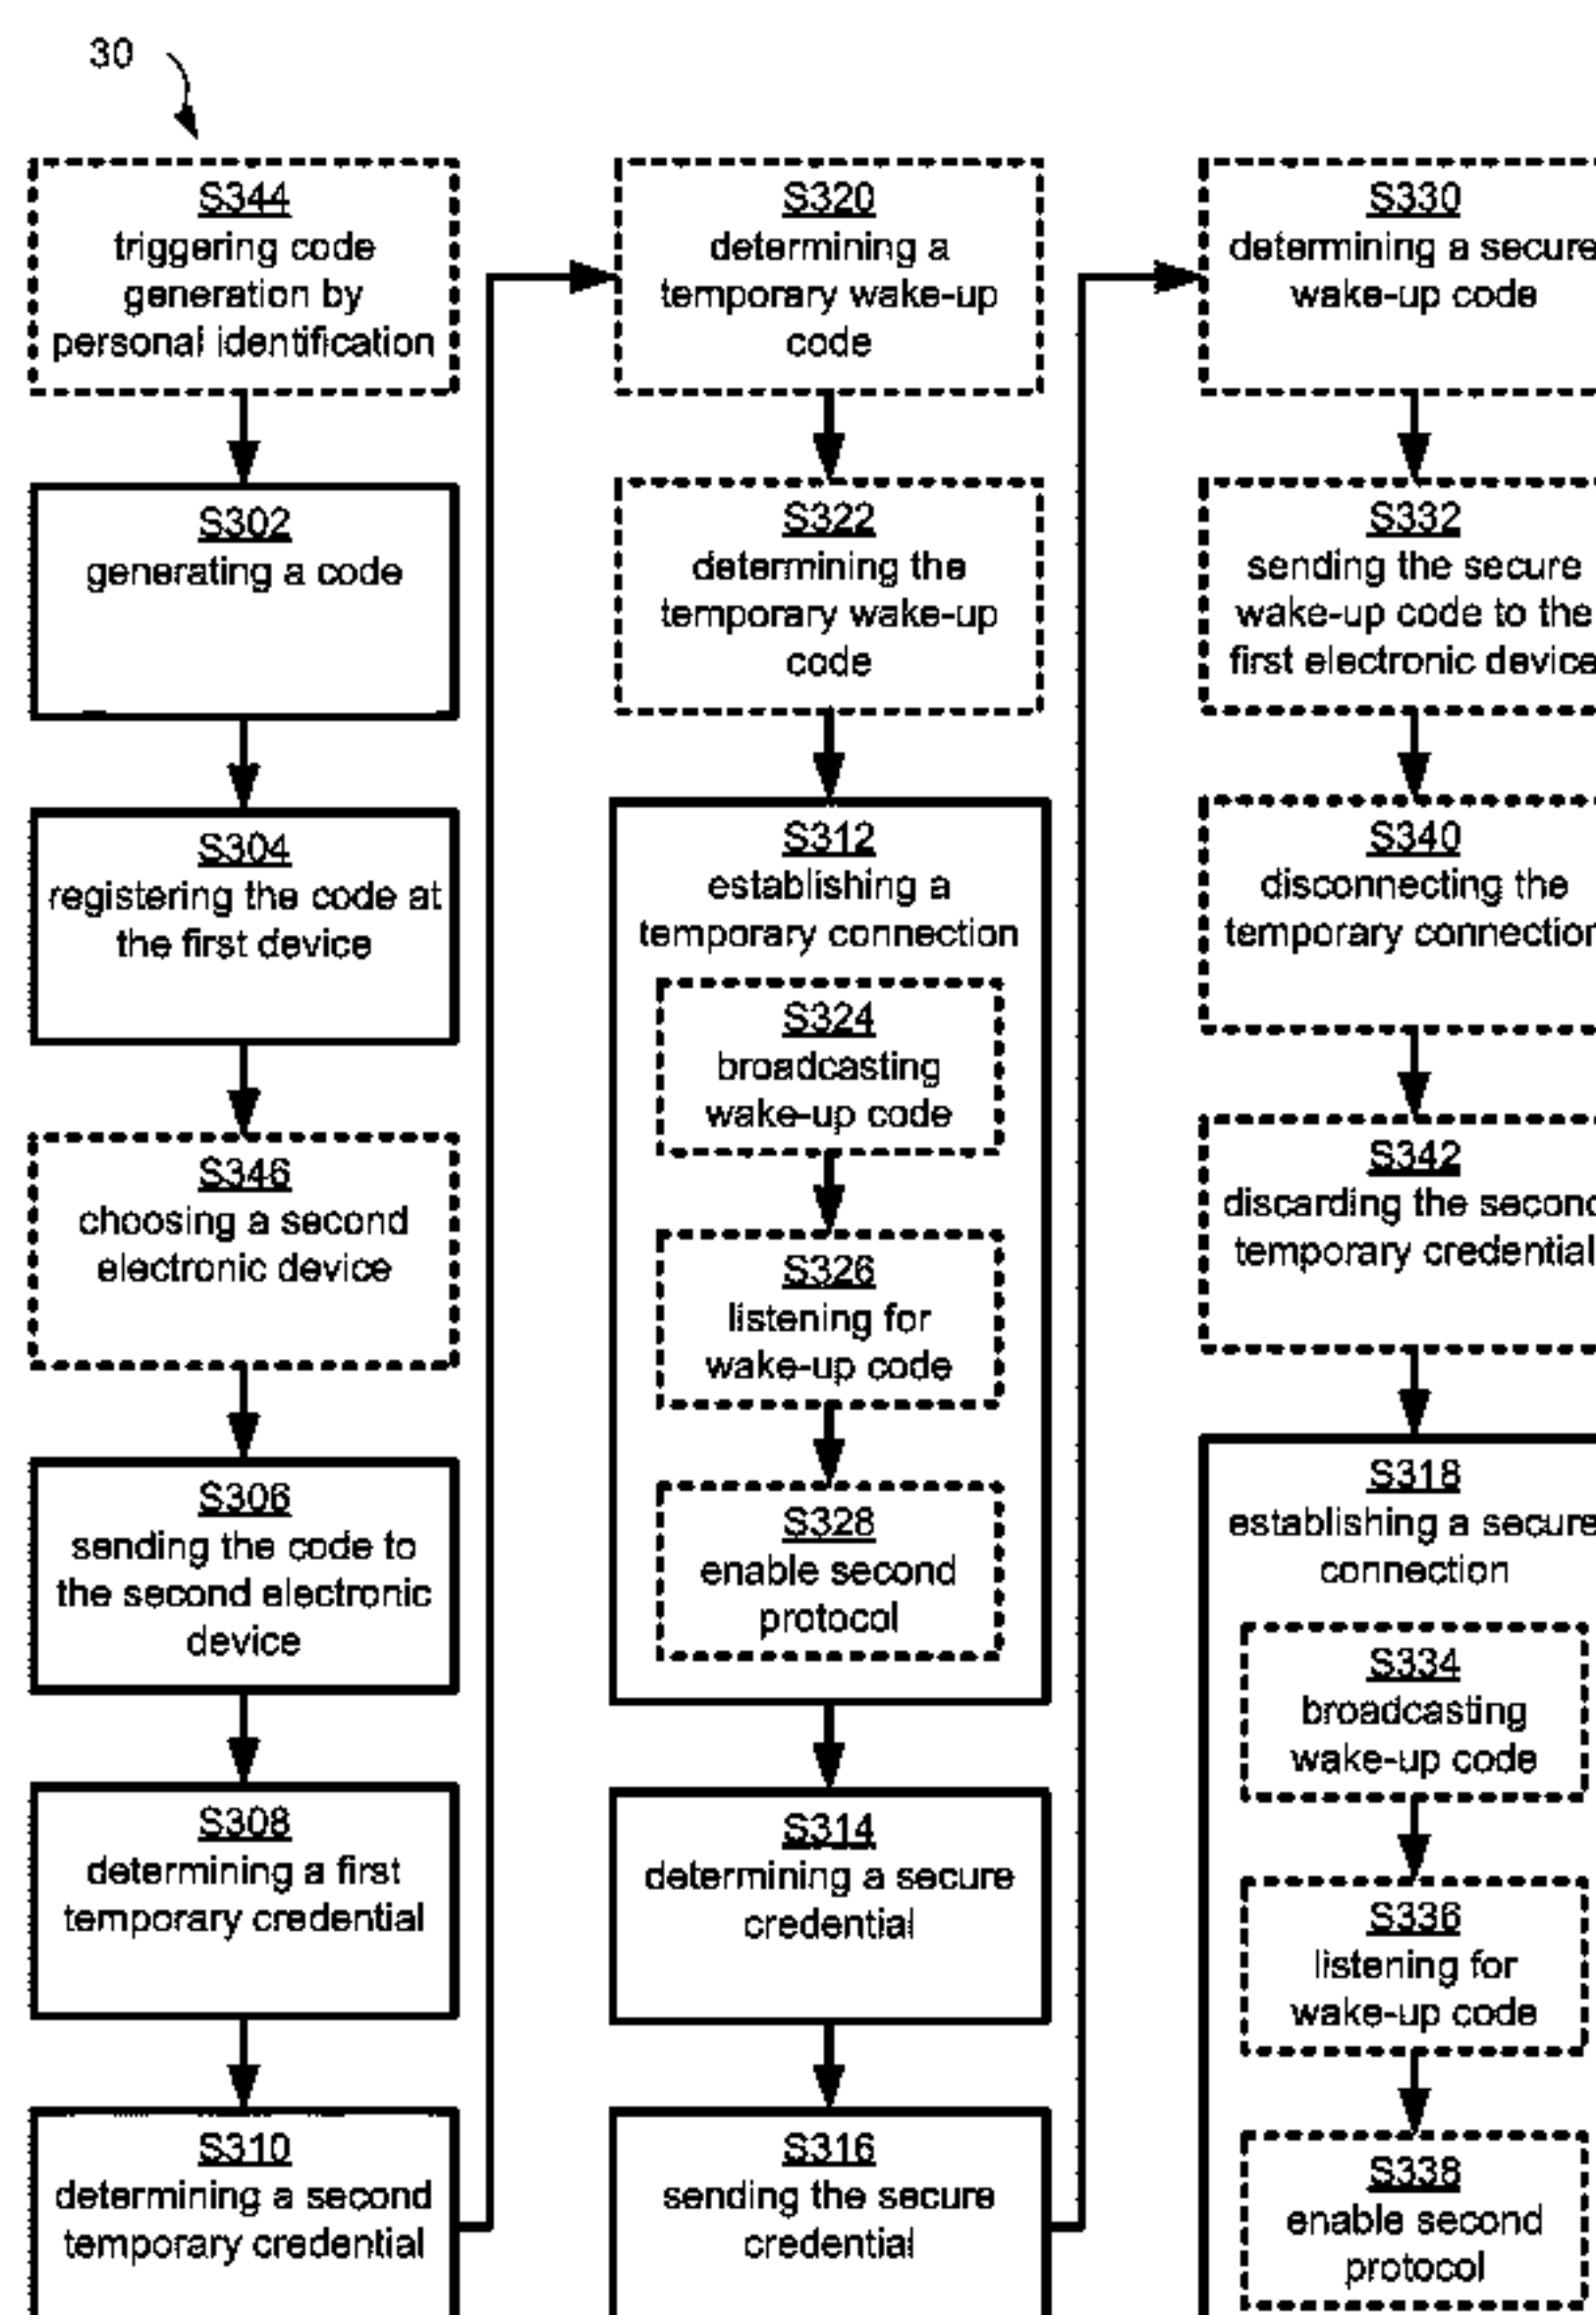 30
S344
triggering code
generation by
personal identification
S302
generating a code
S304
registering the code at
the first device
S346
choosing a second
electronic device
S306
sending the code to
the second electronic
device
S308
determining a first
temporary credential
S310
determining a second
temporary credential
S320
determining a
temporary wake-up
code
S322
determining the
temporary wake-up
code
S312
establishing a
temporary connection
S324
broadcasting
wake-up code
S326
listening for
wake-up code
S328
enable second
protocol
S314
determining a secure
credential
S316
sending the secure
credential
S330
determining a secure
wake-up code
S332
sending the secure
wake-up code to the
first electronic device
S340
disconnecting the
temporary connection
S342
discarding the second
temporary credential
S318
establishing a secure
connection
S334
broadcasting
wake-up code
S336
listening for
wake-up code
S338
enable second
protocol